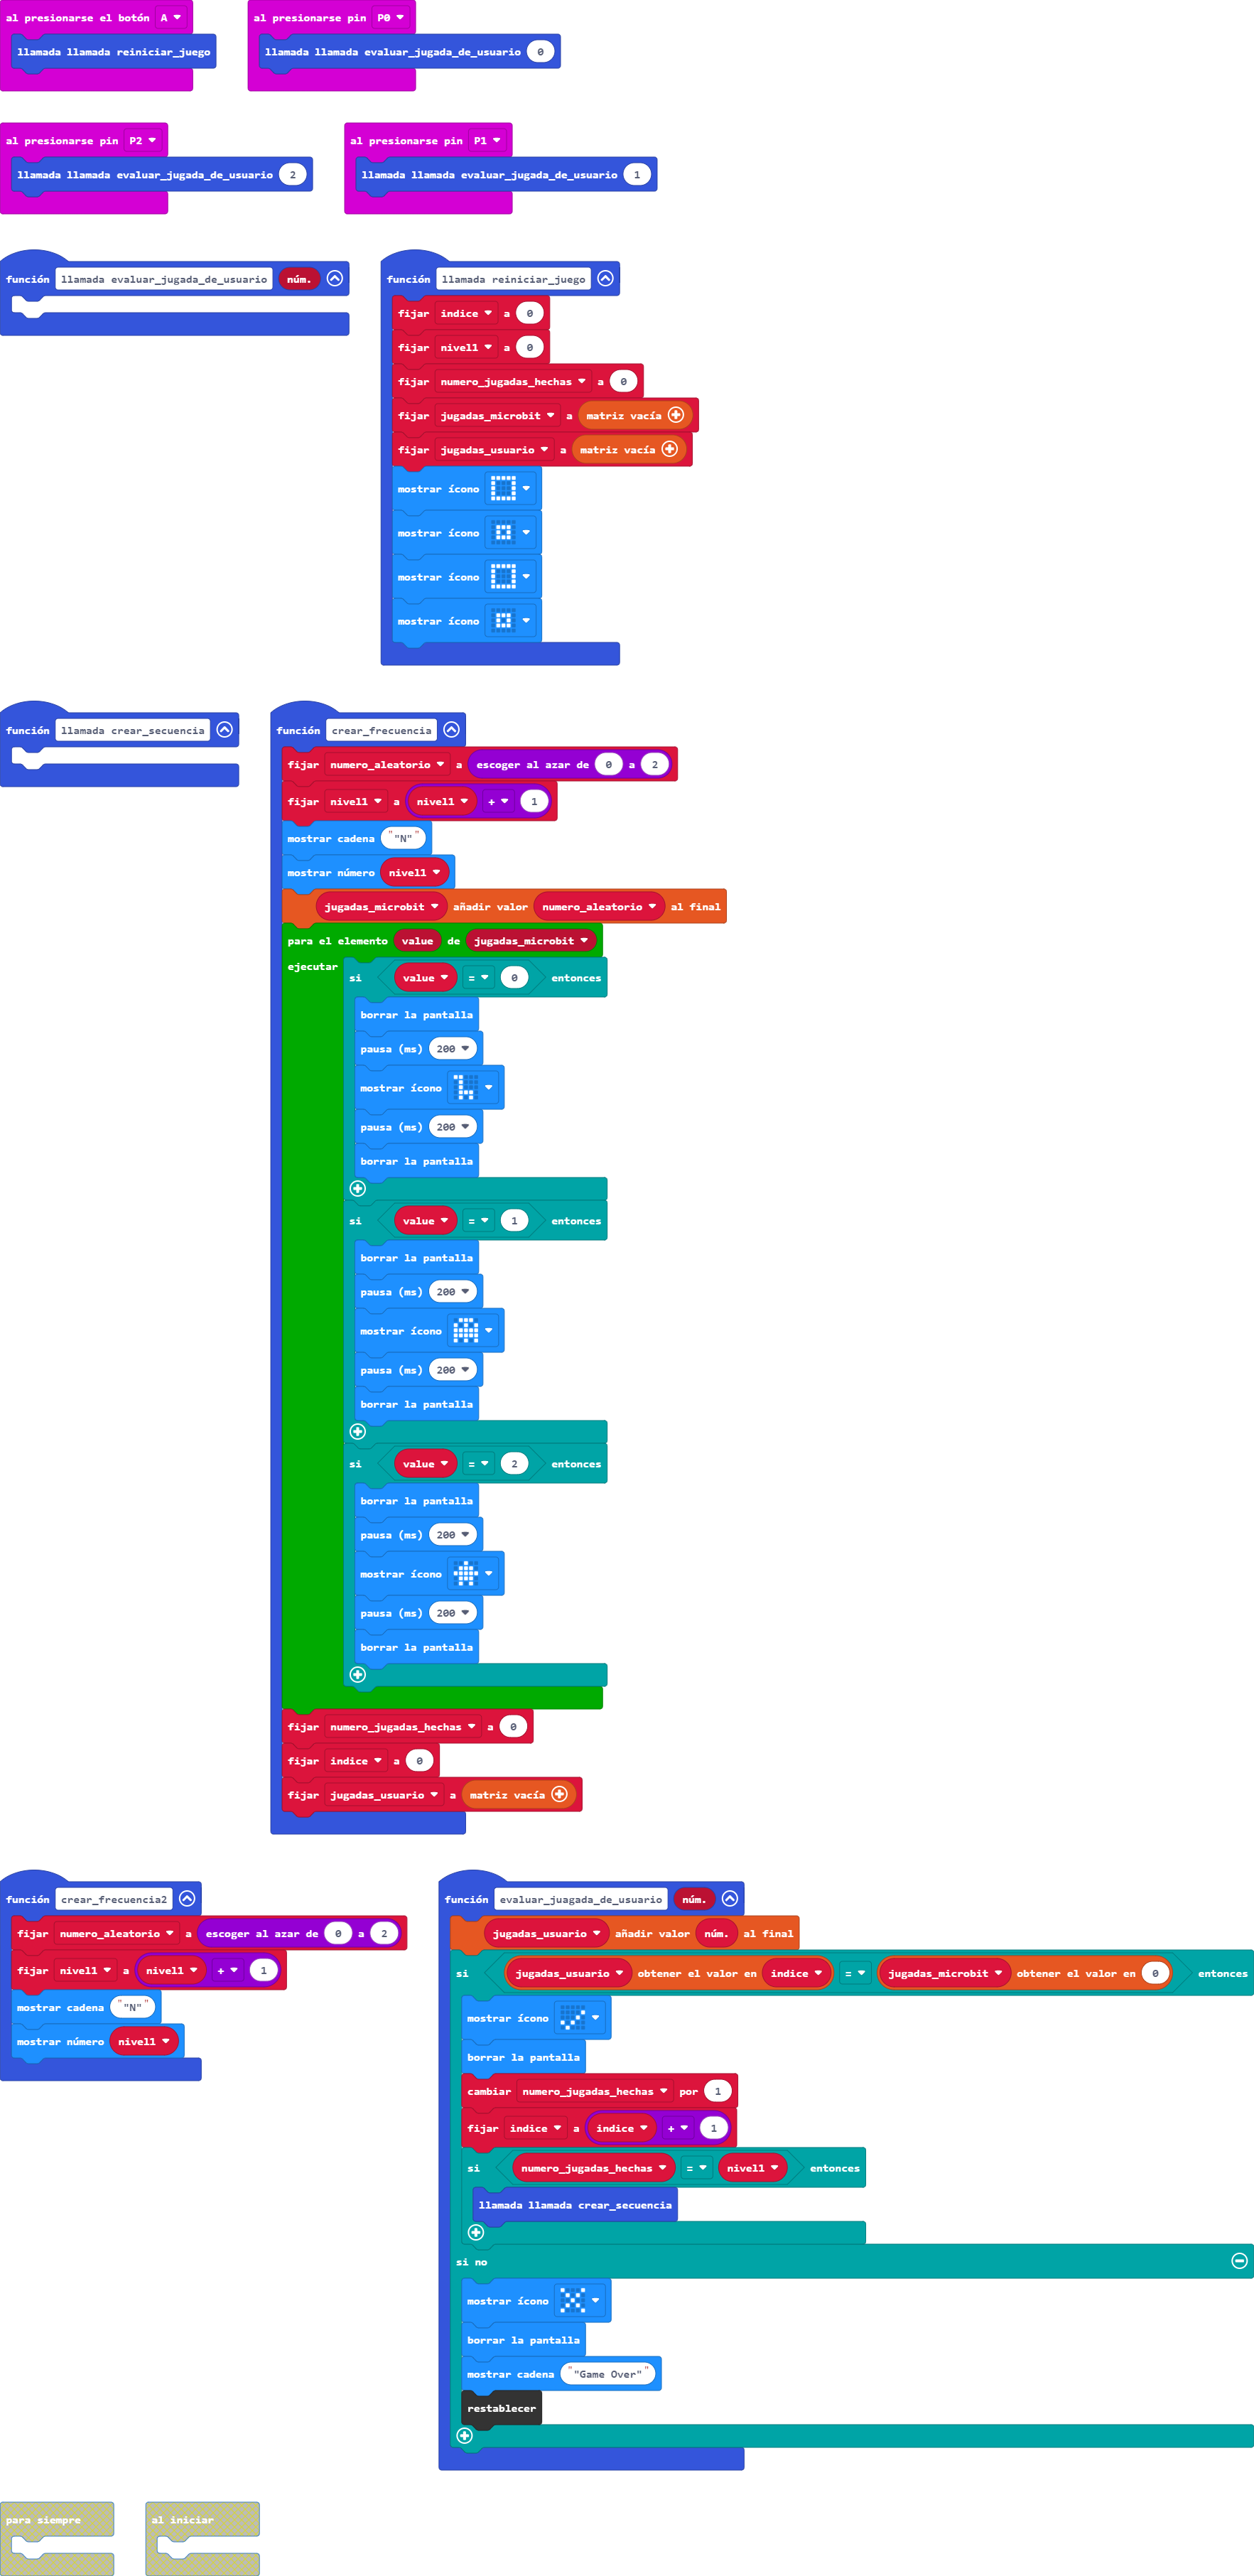 al presionarse el botón A
llamada llamada reiniciar_juego
al presionarse pin P0
llamada llamada evaluar_jugada_de_usuario 0
al presionarse pin P2
llamada llamada evaluar_jugada_de_usuario 2
al presionarse pin P1
llamada llamada evaluar_jugada_de_usuario 1
función llamada evaluar_jugada_de_usuario núm.
función llamada reiniciar_juego
fijar indice a 0
fijar nivel1 a 0
fijar numero_jugadas_hechas a 0
fijar jugadas_microbit a matriz vacía
fijar jugadas_usuario a matriz vacía
mostrar ícono
mostrar ícono
mostrar ícono
mostrar ícono
función llamada crear_secuencia
función crear_frecuencia
fijar numero_aleatorio a escoger al azar de 0 a 2
fijar nivel1 a nivel1 + 1
mostrar cadena ""N""
mostrar número nivel1
jugadas_microbit añadir valor numero_aleatorio al final
para el elemento value de jugadas_microbit
ejecutar
si value = 0 entonces
borrar la pantalla
pausa (ms) 200
mostrar ícono
pausa (ms) 200
borrar la pantalla
si value = 1 entonces
borrar la pantalla
pausa (ms) 200
mostrar ícono
pausa (ms) 200
borrar la pantalla
si value = 2 entonces
borrar la pantalla
pausa (ms) 200
mostrar ícono
pausa (ms) 200
borrar la pantalla
fijar numero_jugadas_hechas a 0
fijar indice a 0
fijar jugadas_usuario a matriz vacía
función crear_frecuencia2
fijar numero_aleatorio a escoger al azar de 0 a 2
fijar nivel1 a nivel1 + 1
mostrar cadena ""N""
mostrar número nivel1
función evaluar_juagada_de_usuario núm.
jugadas_usuario añadir valor núm. al final
si jugadas_usuario obtener el valor en indice = jugadas_microbit obtener el valor en 0 entonces
mostrar ícono
borrar la pantalla
cambiar numero_jugadas_hechas por 1
fijar indice a indice + 1
si numero_jugadas_hechas = nivel1 entonces
llamada llamada crear_secuencia
si no
mostrar ícono
borrar la pantalla
mostrar cadena ""Game Over""
restablecer
para siempre
al iniciar